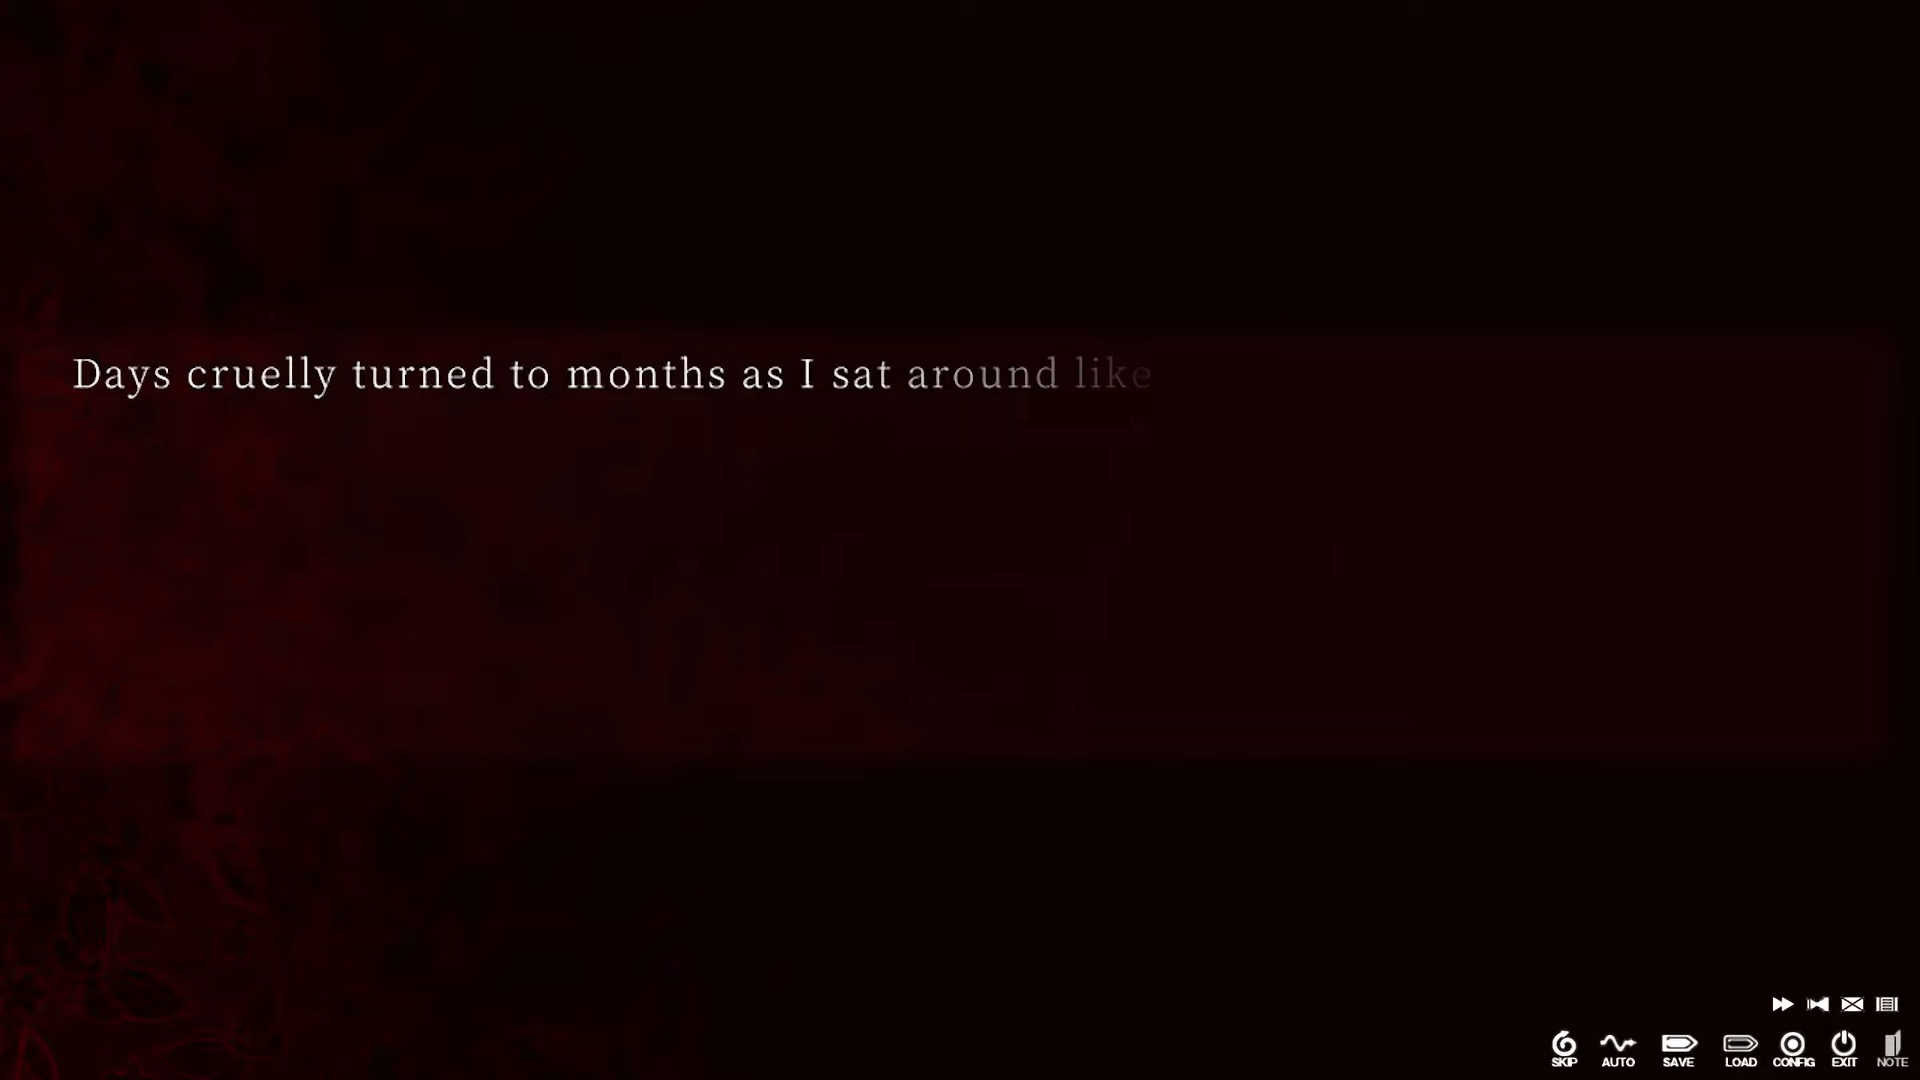 Days cruelly turned to months as I sat around like
SKIP AUTO SAVE LOAD CONFIG EXIT NOTE